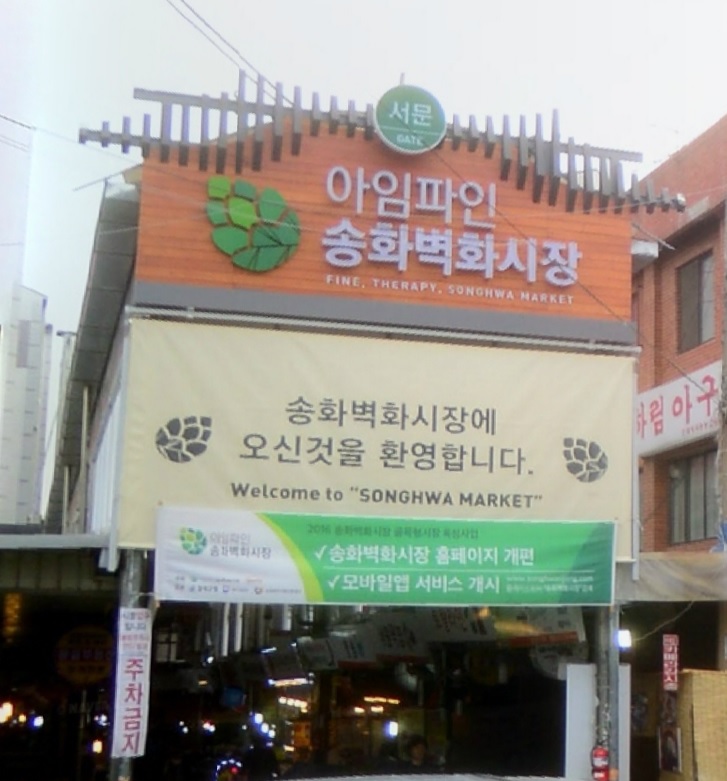 서문
GATE
아임파인
송화벽화시장
FINE, THERAPY, SONGHWA MARKET
송화벽화시장에
오신것을 환영합니다.
Welcome to "SONGHWA MARKET"
아임파인
송화벽화시장
2016 송화벽화시장 골목형시장 육성사업
✓송화벽화시장 홈페이지 개편
✓모바일앱 서비스 개시
하림 아구
주차금지